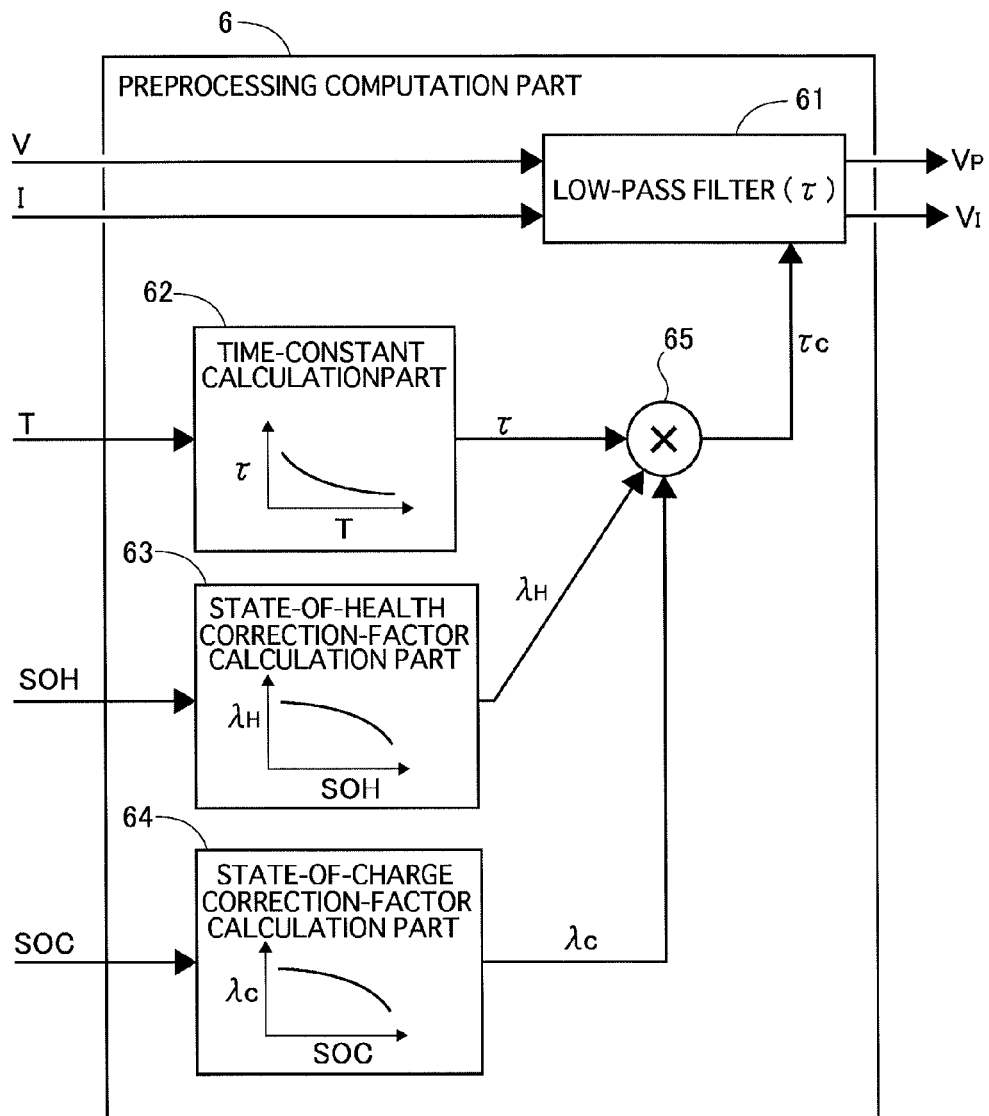 6
PREPROCESSING COMPUTATION PART
61
V
I
LOW-PASS FILTER(τ)
VP
VI
62
TIME-CONSTANT
CALCULATIONPART
τ
T
T
τ
65
×
τc
63
STATE-OF-HEALTH
CORRECTION-FACTOR
CALCULATION PART
λH
SOH
SOH
λH
64
STATE-OF-CHARGE
CORRECTION-FACTOR
CALCULATION PART
λc
SOC
SOC
λc